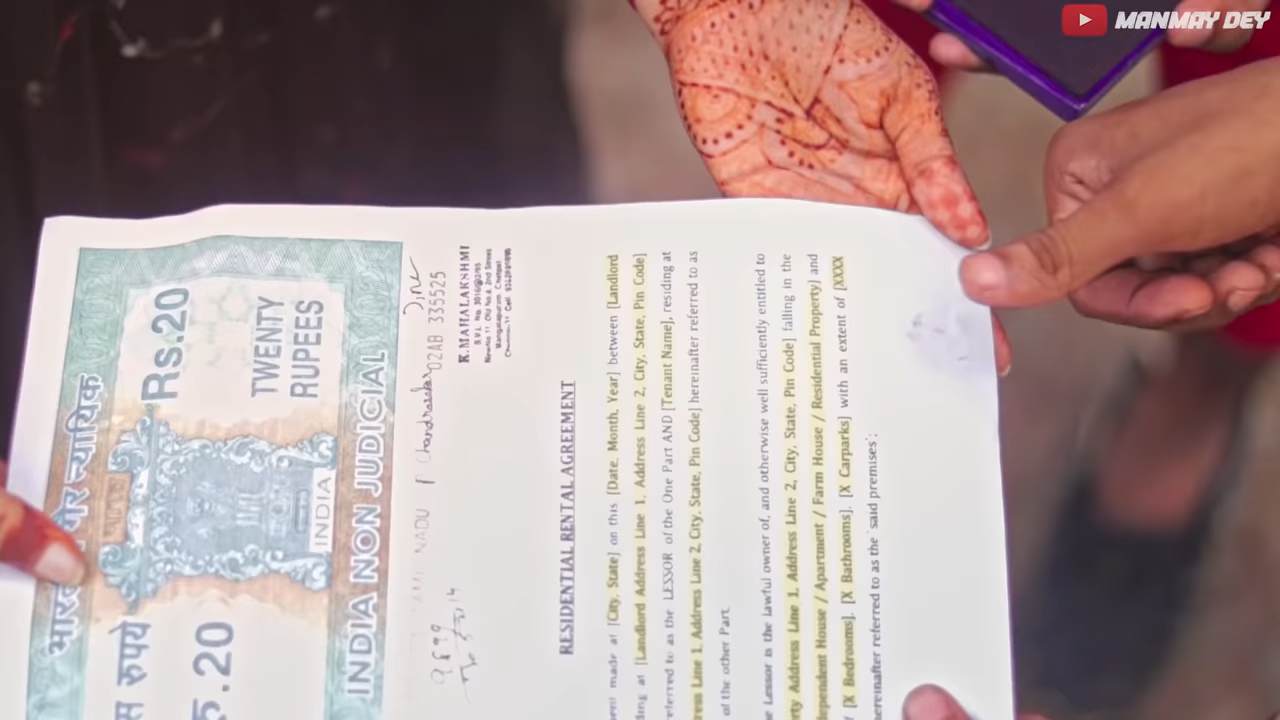 MANMAY DEY
भारतीय गैर न्यायिक
रुपये
Rs.20
रु.20
TWENTY
RUPEES
INDIA
INDIA NON JUDICIAL
TAMIL NADU
Chandrasekar
02AB 335525
K.MAHALAKSHMI
RESIDENTIAL RENTAL AGREEMENT
made at [City, State] on this [Date, Month, Year] between [Landlord
at [Landlord Address Line 1, Address Line 2, City, State, Pin Code]
referred to as the LESSOR of the One Part AND [Tenant Name], residing at
Line 1, Address Line 2, City, State, Pin Code] hereinafter referred to as
of the other Part
Lessor is the lawful owner of, and otherwise well sufficiently entitled to
Address Line 1, Address Line 2, City, State, Pin Code] falling in the
Independent House / Apartment / Farm House / Residential Property] and
[X Bedrooms], [X Bathrooms], [X Carparks] with an extent of [XXXX
hereinafter referred to as the 'said premises';